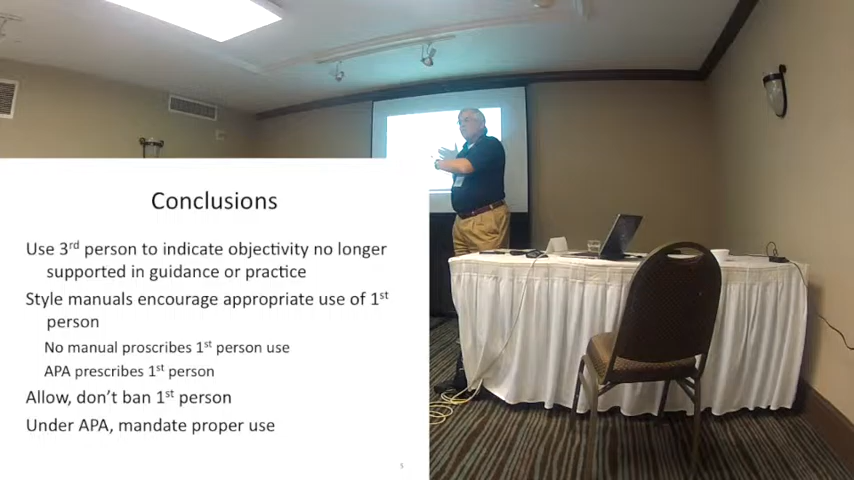 Conclusions
Use 3rd person to indicate objectivity no longer
supported in guidance or practice
Style manuals encourage appropriate use of 1st
person
No manual proscribes 1st person use
APA prescribes 1st person
Allow, don't ban 1st person
Under APA, mandate proper use
5